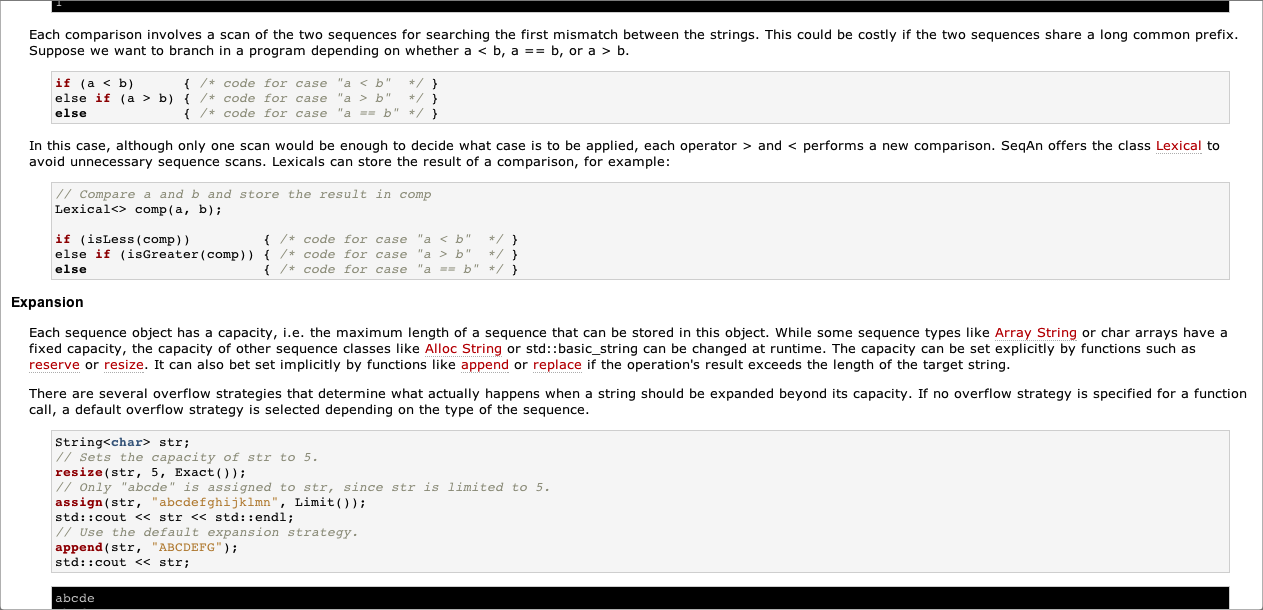 Each comparison involves a scan of the two sequences for searching the first mismatch between the strings. This could be costly if the two sequences share a long common prefix.
Suppose we want to branch in a program depending on whether a < b, a == b, or a > b.
if (a < b)      { /* code for case "a < b"  */ }
else if (a > b) { /* code for case "a > b"  */ }
else            { /* code for case "a == b" */ }
In this case, although only one scan would be enough to decide what case is to be applied, each operator > and < performs a new comparison. SeqAn offers the class Lexical to
avoid unnecessary sequence scans. Lexicals can store the result of a comparison, for example:
// Compare a and b and store the result in comp
Lexical<> comp(a, b);
if (isLess(comp))         { /* code for case "a < b"  */ }
else if (isGreater(comp)) { /* code for case "a > b"  */ }
else                      { /* code for case "a == b" */ }
Expansion
Each sequence object has a capacity, i.e. the maximum length of a sequence that can be stored in this object. While some sequence types like Array String or char arrays have a
fixed capacity, the capacity of other sequence classes like Alloc String or std::basic_string can be changed at runtime. The capacity can be set explicitly by functions such as
reserve or resize. It can also bet set implicitly by functions like append or replace if the operation's result exceeds the length of the target string.
There are several overflow strategies that determine what actually happens when a string should be expanded beyond its capacity. If no overflow strategy is specified for a function
call, a default overflow strategy is selected depending on the type of the sequence.
String<char> str;
// Sets the capacity of str to 5.
resize(str, 5, Exact());
// Only "abcde" is assigned to str, since str is limited to 5.
assign(str, "abcdefghijklmn", Limit());
std::cout << str << std::endl;
// Use the default expansion strategy.
append(str, "ABCDEFG");
std::cout << str;
abcde